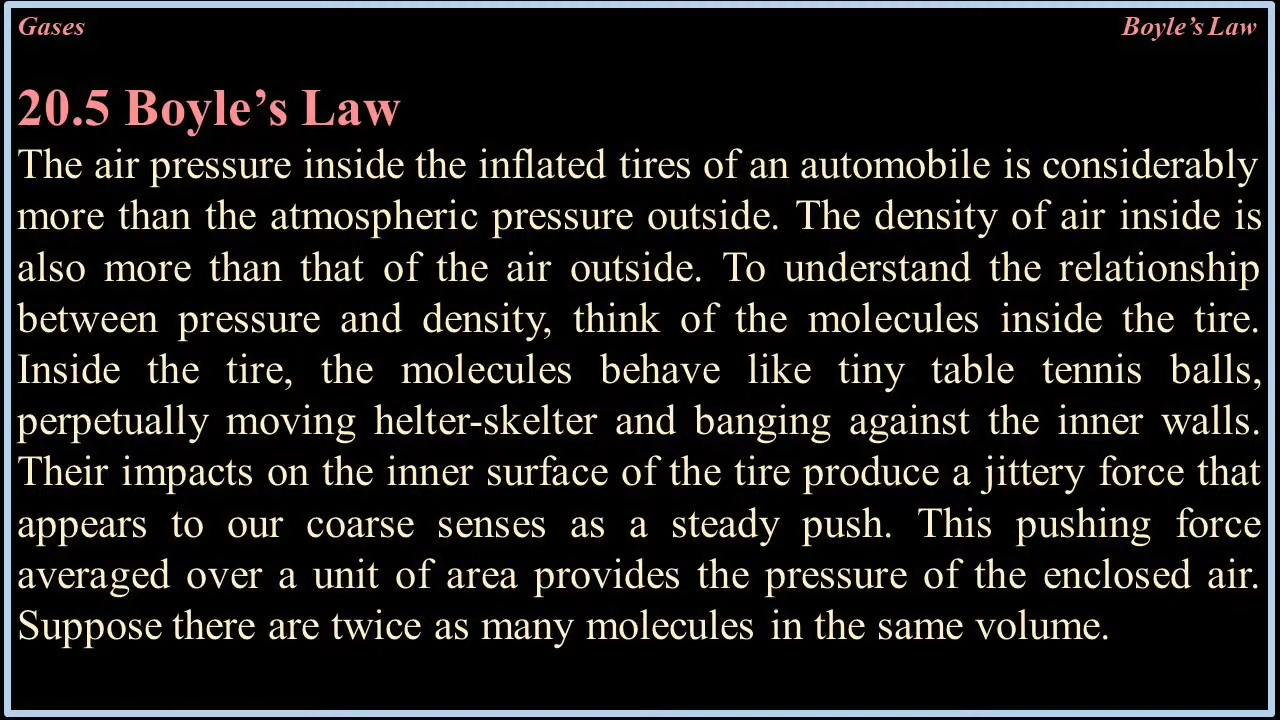 Gases
Boyle’s Law
20.5 Boyle’s Law
The air pressure inside the inflated tires of an automobile is considerably
more than the atmospheric pressure outside. The density of air inside is
also more than that of the air outside. To understand the relationship
between pressure and density, think of the molecules inside the tire.
Inside the tire, the molecules behave like tiny table tennis balls,
perpetually moving helter-skelter and banging against the inner walls.
Their impacts on the inner surface of the tire produce a jittery force that
appears to our coarse senses as a steady push. This pushing force
averaged over a unit of area provides the pressure of the enclosed air.
Suppose there are twice as many molecules in the same volume.